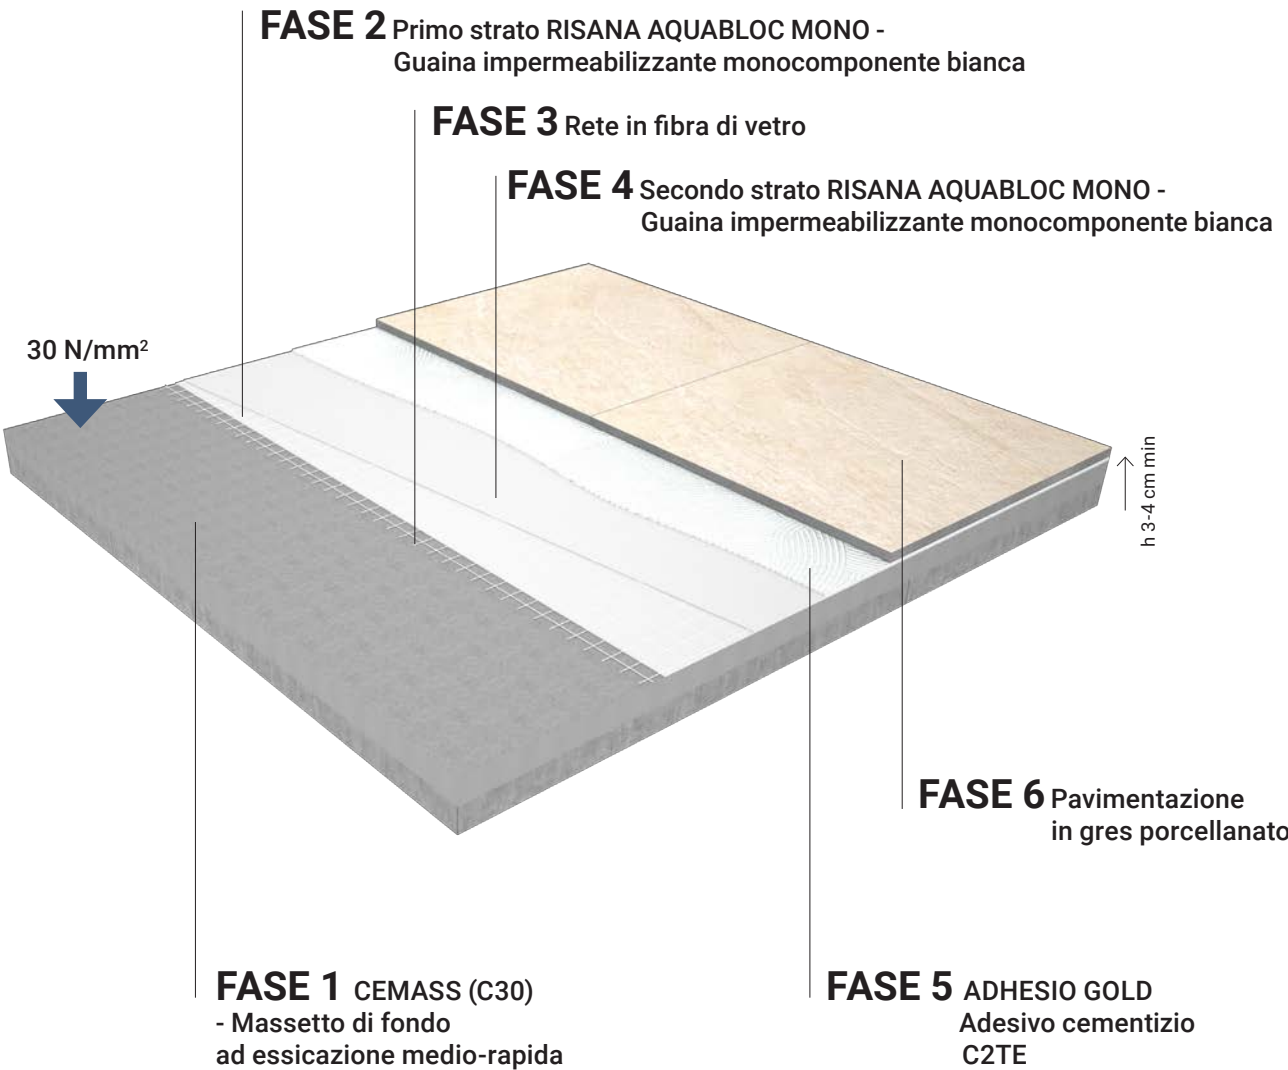 FASE 2 Primo strato RISANA AQUABLOC MONO -
Guaina impermeabilizzante monocomponente bianca
FASE 3 Rete in fibra di vetro
FASE 4 Secondo strato RISANA AQUABLOC MONO -
Guaina impermeabilizzante monocomponente bianca
30 N/mm²
h 3-4 cm min
FASE 6 Pavimentazione
in gres porcellanato
FASE 1 CEMASS (C30)
- Massetto di fondo
ad essicazione medio-rapida
FASE 5 ADHESIO GOLD
Adesivo cementizio
C2TE